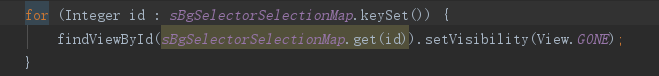 for (Integer id : sBgSelectorSelectionMap.keySet()) {
findViewById(sBgSelectorSelectionMap.get(id)).setVisibility(View.GONE);
}